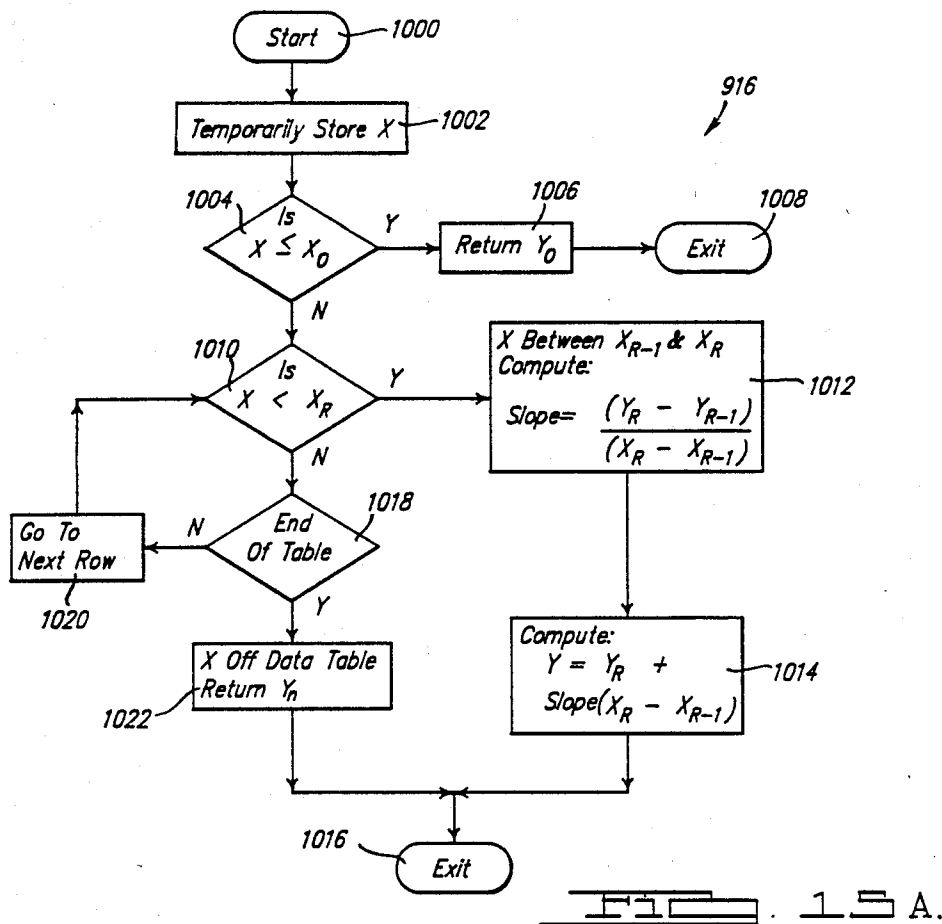 Start
1000
916
Temporarily Store X
1002
1004
Is
X ≤ X0
Y
1006
Return Y0
1008
Exit
N
1010
Is
X < XR
Y
X Between XR-1 & XR
Compute:
Slope= (YR - YR-1)
(XR - XR-1)
1012
N
1018
End
Of Table
N
Go To
Next Row
1020
Y
X Off Data Table
Return Yn
1022
Compute:
Y = YR +
Slope(XR - XR-1)
1014
1016
Exit
A.